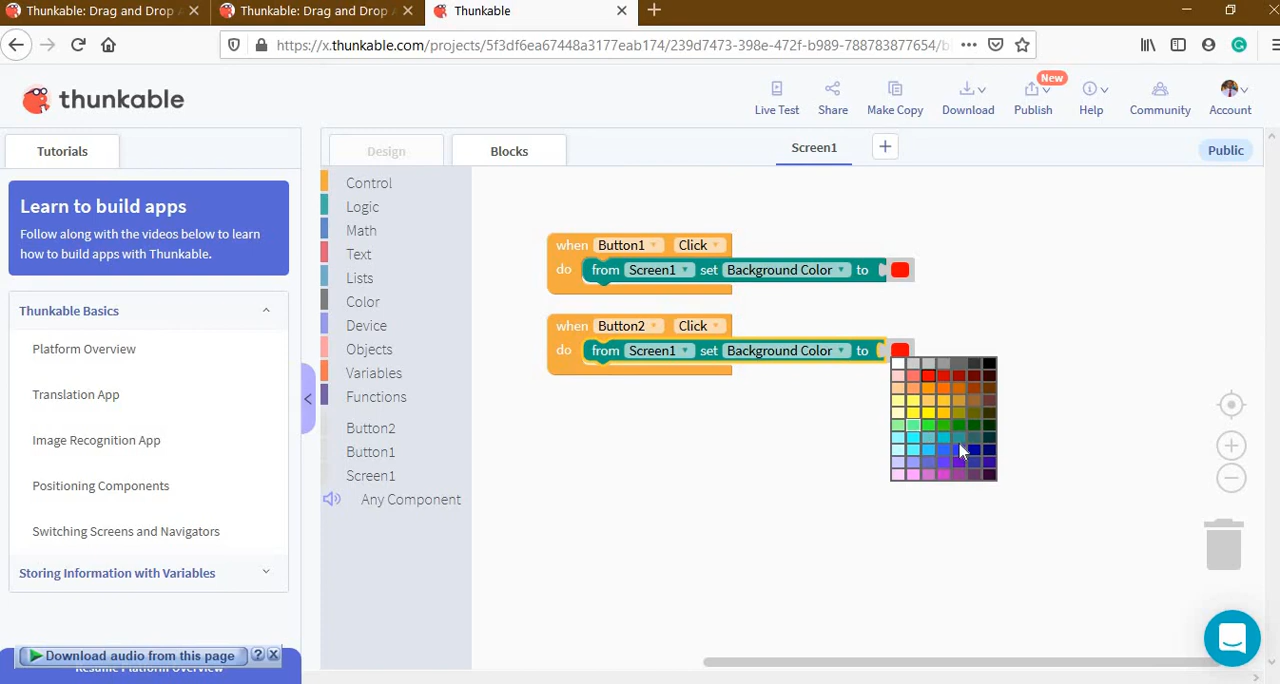 Thunkable: Drag and Drop
Thunkable: Drag and Drop
Thunkable
https://x.thunkable.com/projects/5f3df6ea67448a3177eab174/239d7473-398e-472f-b989-788783877654/b
thunkable
Live Test
Share
Make Copy
Download
New
Publish
Help
Community
Account
Tutorials
Design
Blocks
Screen1
Public
Learn to build apps
Follow along with the videos below to learn
how to build apps with Thunkable.
Thunkable Basics
Platform Overview
Translation App
Image Recognition App
Positioning Components
Switching Screens and Navigators
Storing Information with Variables
Download audio from this page
?
Control
Logic
Math
Text
Lists
Color
Device
Objects
Variables
Functions
Button2
Button1
Screen1
Any Component
when Button1 Click
do from Screen1 set Background Color to
when Button2 Click
do from Screen1 set Background Color to